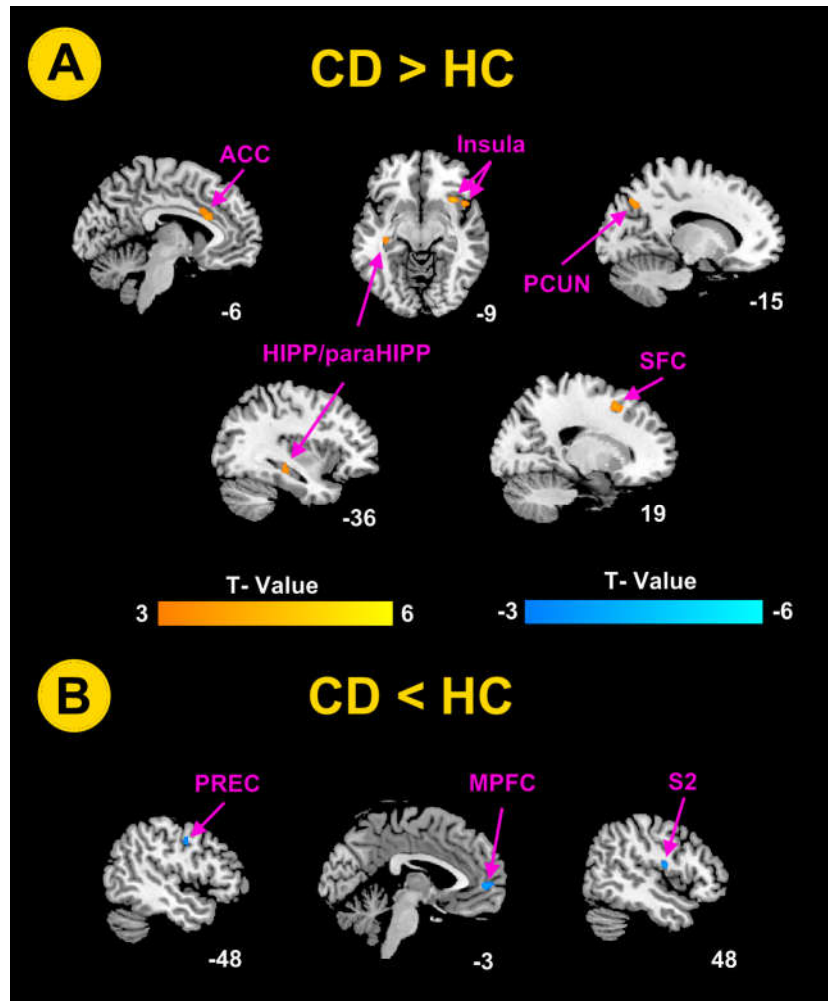 A
CD > HC
ACC
Insula
PCUN
-6
-9
-15
HIPP/paraHIPP
SFC
-36
19
T- Value
T- Value
3
6
-3
-6
B
CD < HC
PREC
MPFC
S2
-48
-3
48